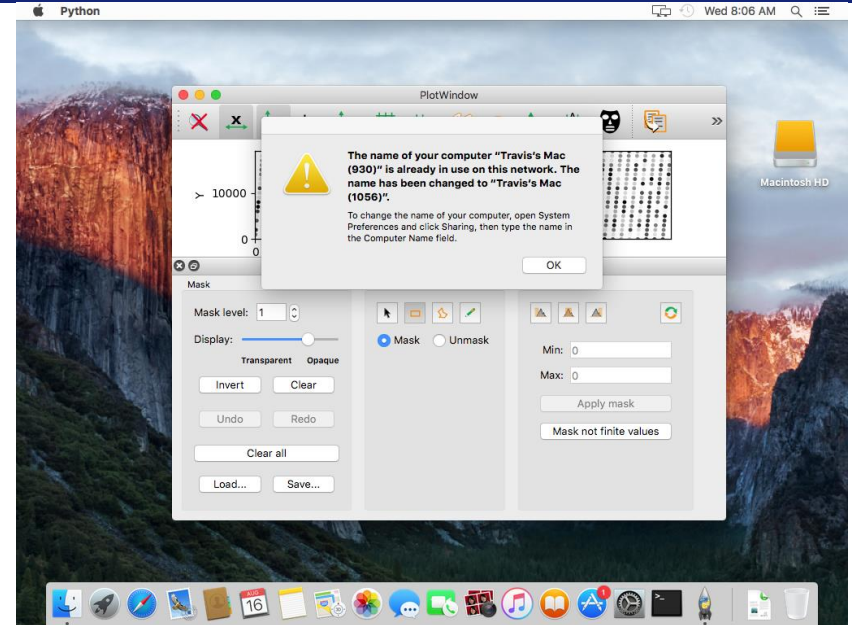 Python
Wed 8:06 AM
PlotWindow
X
»
The name of your computer “Travis’s Mac
(930)” is already in use on this network. The
name has been changed to “Travis’s Mac
(1056)”.
To change the name of your computer, open System
Preferences and click Sharing, then type the name in
the Computer Name field.
OK
Y
10000
0
0
Macintosh HD
Mask
Mask level: 1
Display:
Transparent Opaque
Invert Clear
Undo Redo
Clear all
Load... Save...
Mask Unmask
Min: 0
Max: 0
Apply mask
Mask not finite values
AUG
16
1